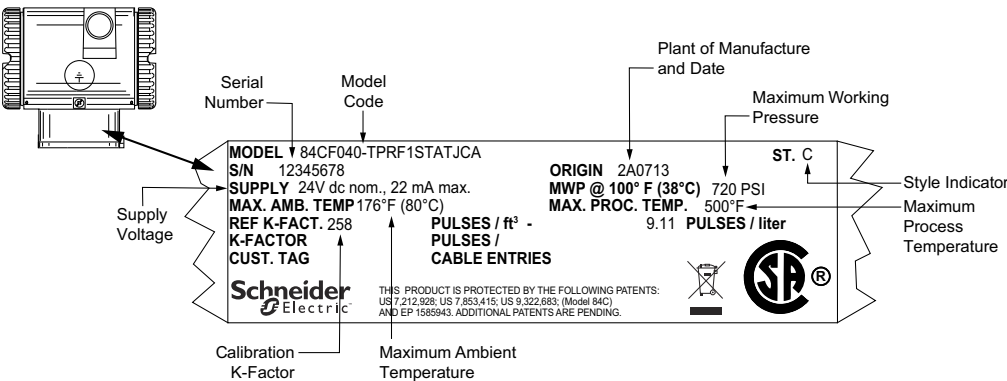 Plant of Manufacture
and Date
Serial
Number
Model
Code
Maximum Working
Pressure
MODEL 84CF040-TPRF1STATJCA
ST. C
S/N 12345678
ORIGIN 2A0713
SUPPLY 24V dc nom., 22 mA max.
MWP @ 100° F (38°C) 720 PSI
Style Indicator
MAX. AMB. TEMP 176°F (80°C)
MAX. PROC. TEMP. 500°F
Maximum
Process
Temperature
Supply
Voltage
REF K-FACT. 258 PULSES / ft³ - 9.11 PULSES / liter
K-FACTOR PULSES /
CUST. TAG CABLE ENTRIES
Schneider
Electric
THIS PRODUCT IS PROTECTED BY THE FOLLOWING PATENTS:
US 7,212,928; US 7,853,415; US 9,322,683; (Model 84C)
AND EP 1585943. ADDITIONAL PATENTS ARE PENDING.
CSA ®
Calibration
K-Factor
Maximum Ambient
Temperature